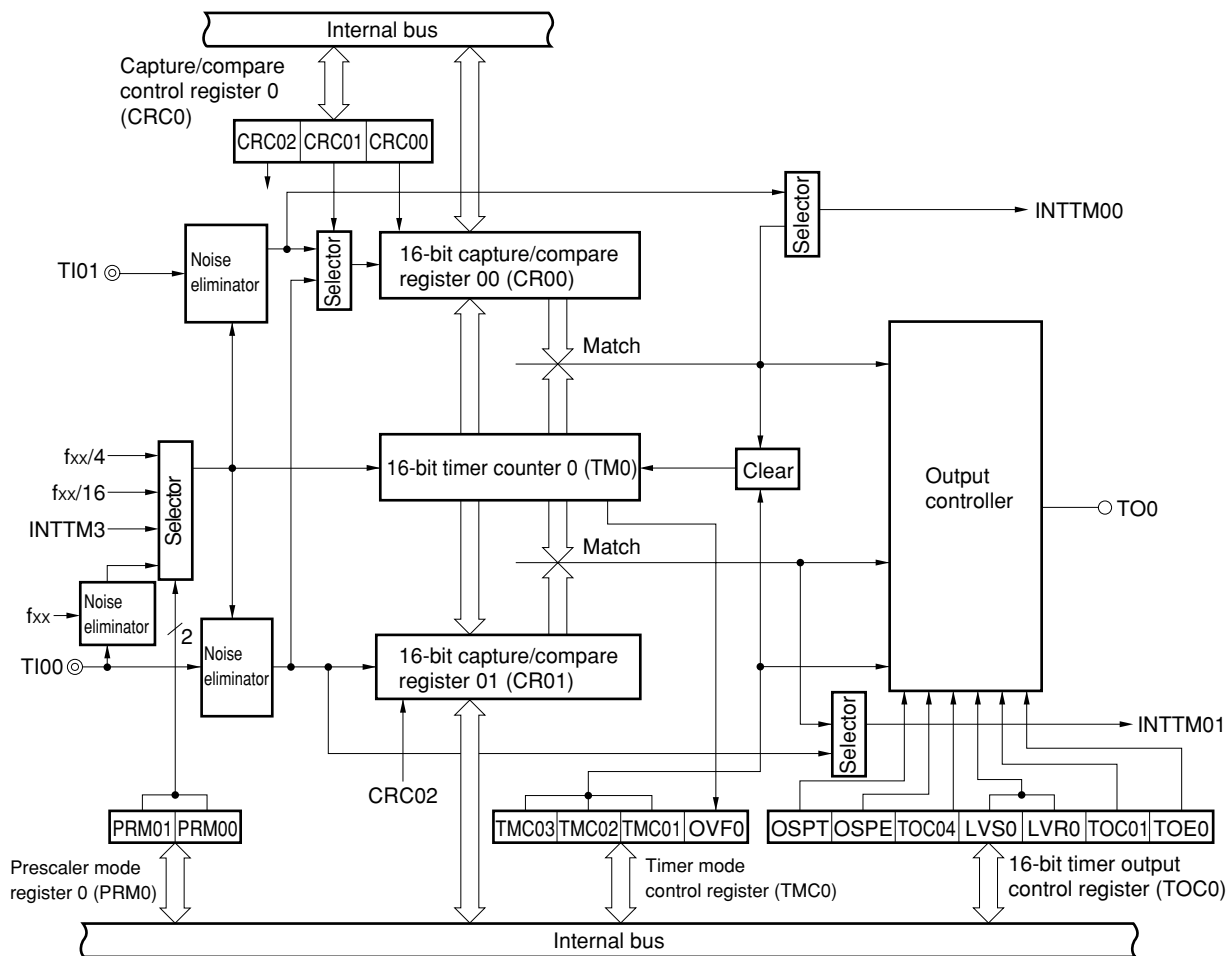 Internal bus
Capture/compare
control register 0
(CRC0)
CRC02 CRC01 CRC00
Selector
INTTM00
TI01
Noise
eliminator
Selector
16-bit capture/compare
register 00 (CR00)
Match
fxx/4
fxx/16
INTTM3
Selector
16-bit timer counter 0 (TM0)
Clear
Output
controller
TO0
Match
fxx
Noise
eliminator
2
TI00
Noise
eliminator
16-bit capture/compare
register 01 (CR01)
Selector
INTTM01
CRC02
PRM01 PRM00
TMC03 TMC02 TMC01 OVF0
OSPT OSPE TOC04 LVS0 LVR0 TOC01 TOE0
Prescaler mode
register 0 (PRM0)
Timer mode
control register (TMC0)
16-bit timer output
control register (TOC0)
Internal bus